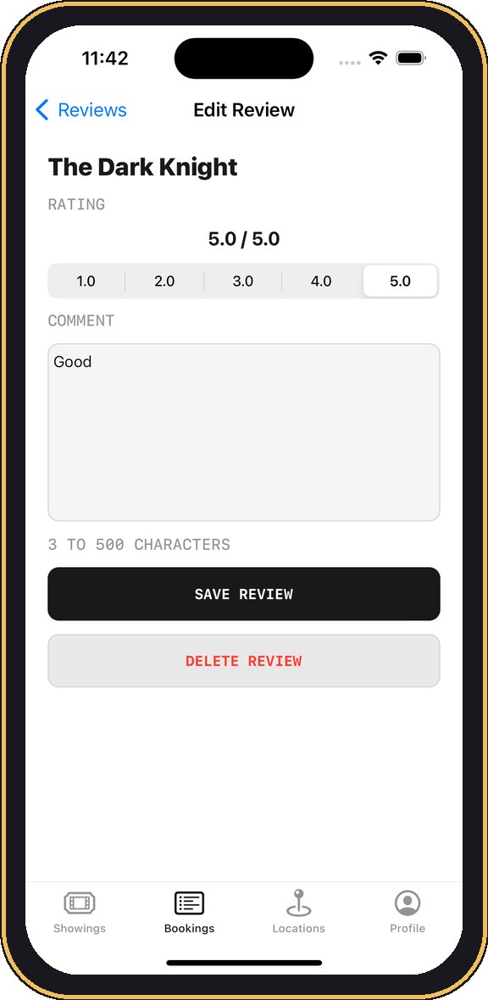 11:42
Reviews
Edit Review
The Dark Knight
RATING
5.0 / 5.0
1.0 2.0 3.0 4.0 5.0
COMMENT
Good
3 TO 500 CHARACTERS
SAVE REVIEW
DELETE REVIEW
Showings Bookings Locations Profile